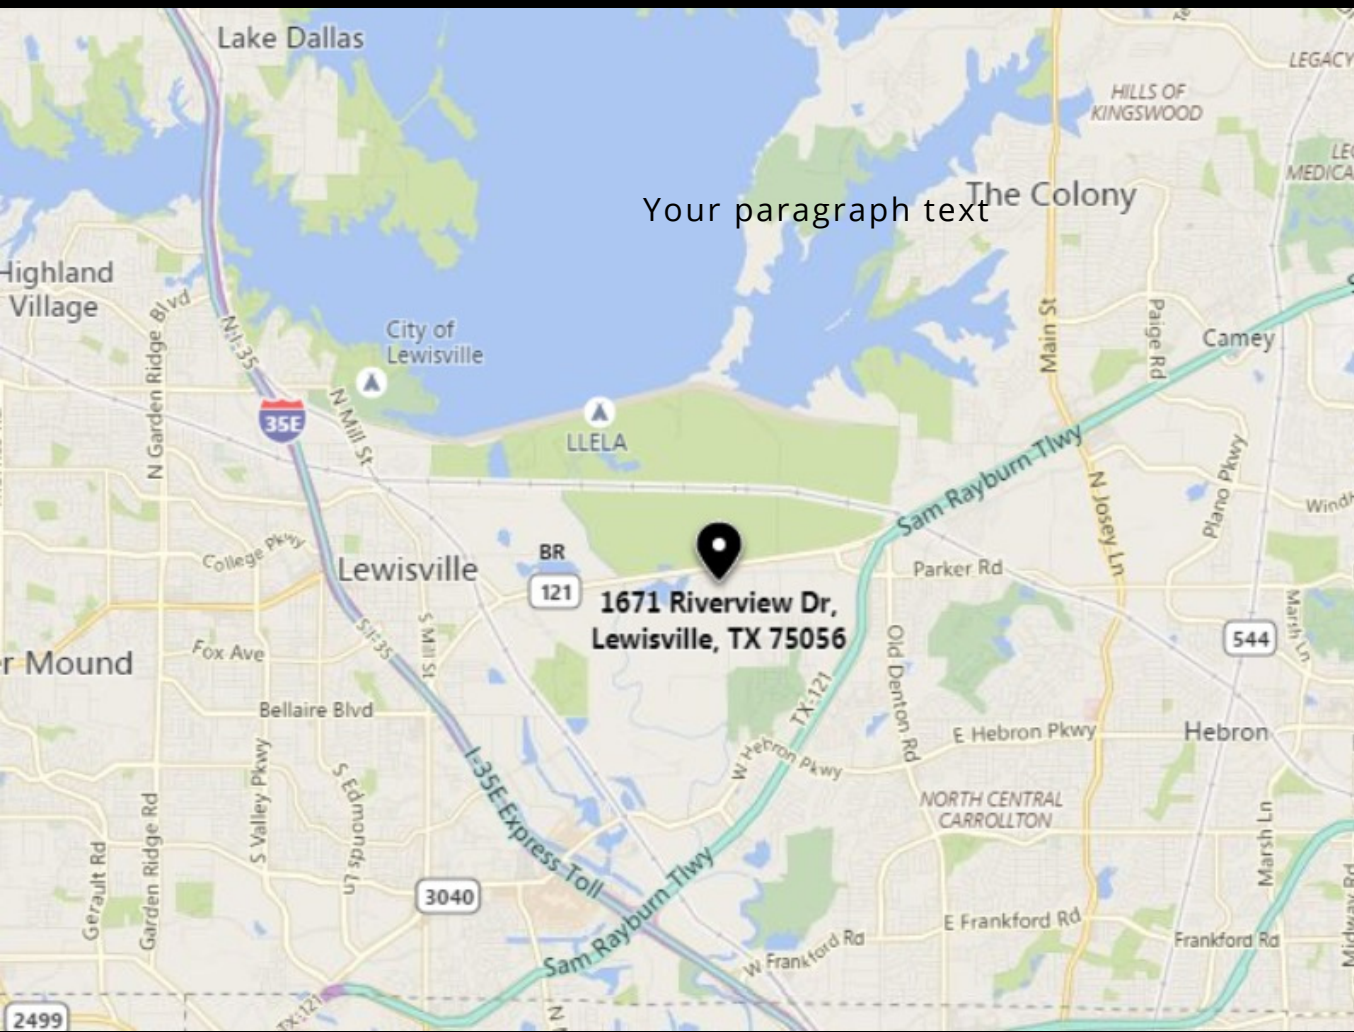 Lake Dallas
LEGACY
HILLS OF
KINGSWOOD
MEDICA
The Colony
Your paragraph text
Highland
Village
N Garden Ridge Blvd
N I-35
City of
Lewisville
Main St
Paige Rd
Camey
35E
N Mill St
LLELA
Sam Rayburn Tlwy
N Josey Ln
Plano Pkwy
College Pkwy
Lewisville
BR
121
Parker Rd
1671 Riverview Dr,
Lewisville, TX 75056
S I-35
S Mill St
Fox Ave
r Mound
Old Denton Rd
544
Marsh Ln
TX-121
Bellaire Blvd
E Hebron Pkwy
Hebron
W Hebron Pkwy
S Valley Pkwy
S Edmonds Ln
I-35E Express Toll
NORTH CENTRAL
CARROLLTON
Gerault Rd
Garden Ridge Rd
3040
Sam Rayburn Tlwy
Marsh Ln
E Frankford Rd
W Frankford Rd
Frankford Rd
Midway Rd
TX-121
2499